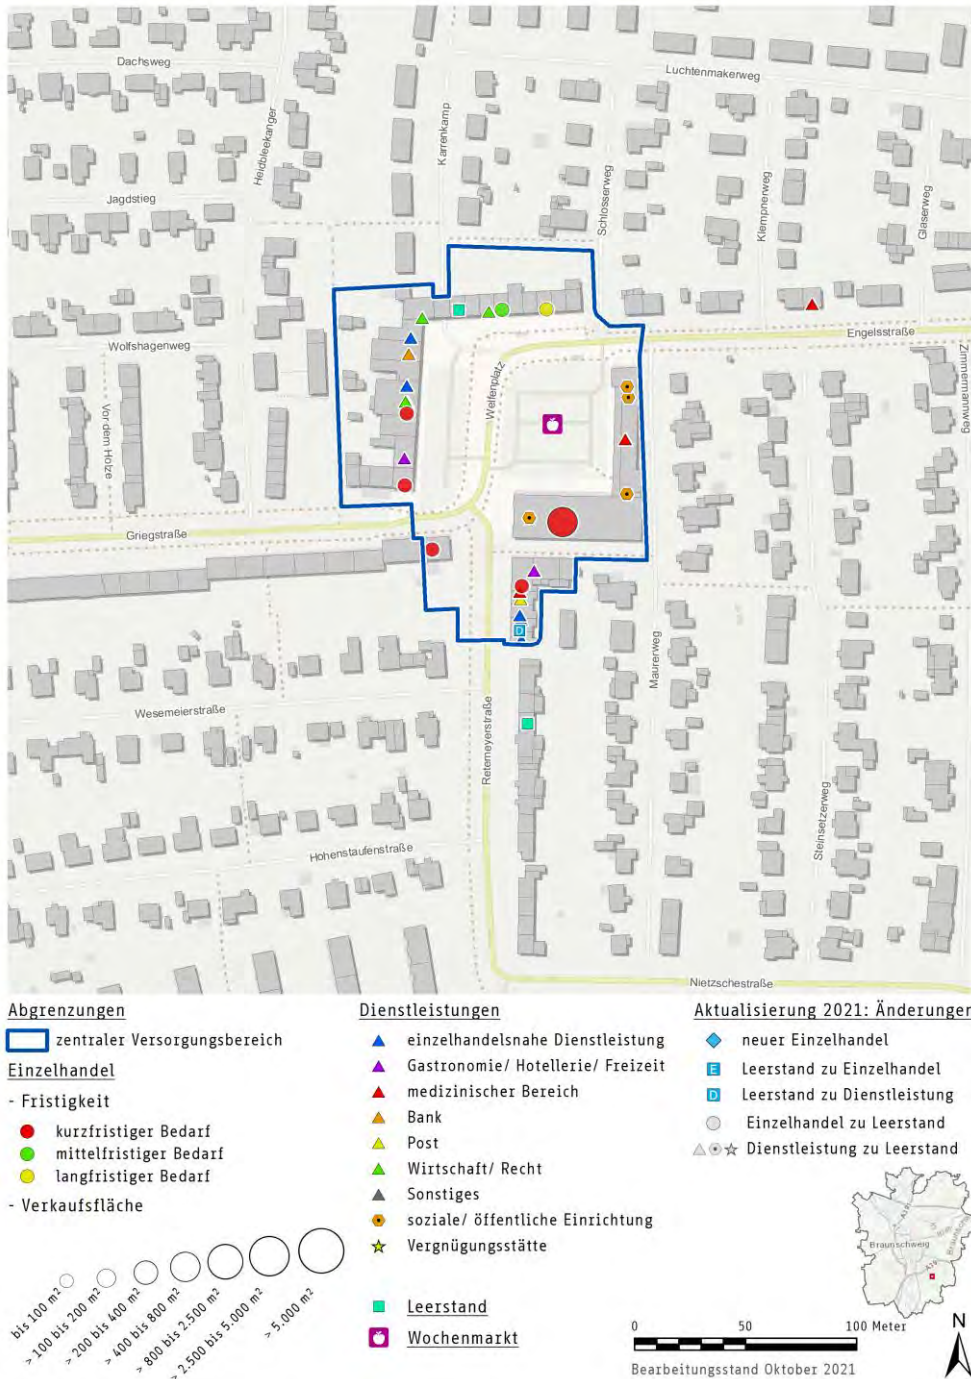 Dachsweg
Luchtenmakerweg
Heidbleekanger
Karrenkamp
Jagdstieg
Schlosserweg
Klempnerweg
Glaserweg
Wolfshagenweg
Engelsstraße
Welfenplatz
Zimmermannweg
Vor dem Holze
Griegstraße
D
Maurerweg
Wesemeierstraße
Retemeyerstraße
Steinsetzerweg
Hohenstaufenstraße
Nietzschestraße
Abgrenzungen
zentraler Versorgungsbereich
Einzelhandel
- Fristigkeit
kurzfristiger Bedarf
mittelfristiger Bedarf
langfristiger Bedarf
- Verkaufsfläche
bis 100 m²
> 100 bis 200 m²
> 200 bis 400 m²
> 400 bis 800 m²
> 800 bis 2.500 m²
> 2.500 bis 5.000 m²
> 5.000 m²
Dienstleistungen
einzelhandelsnahe Dienstleistung
Gastronomie/ Hotellerie/ Freizeit
medizinischer Bereich
Bank
Post
Wirtschaft/ Recht
Sonstiges
soziale/ öffentliche Einrichtung
Vergnügungsstätte
Leerstand
Wochenmarkt
Aktualisierung 2021: Änderungen
neuer Einzelhandel
E Leerstand zu Einzelhandel
D Leerstand zu Dienstleistung
Einzelhandel zu Leerstand
Dienstleistung zu Leerstand
Braunschweig
A39
0 50 100 Meter
Bearbeitungsstand Oktober 2021
N